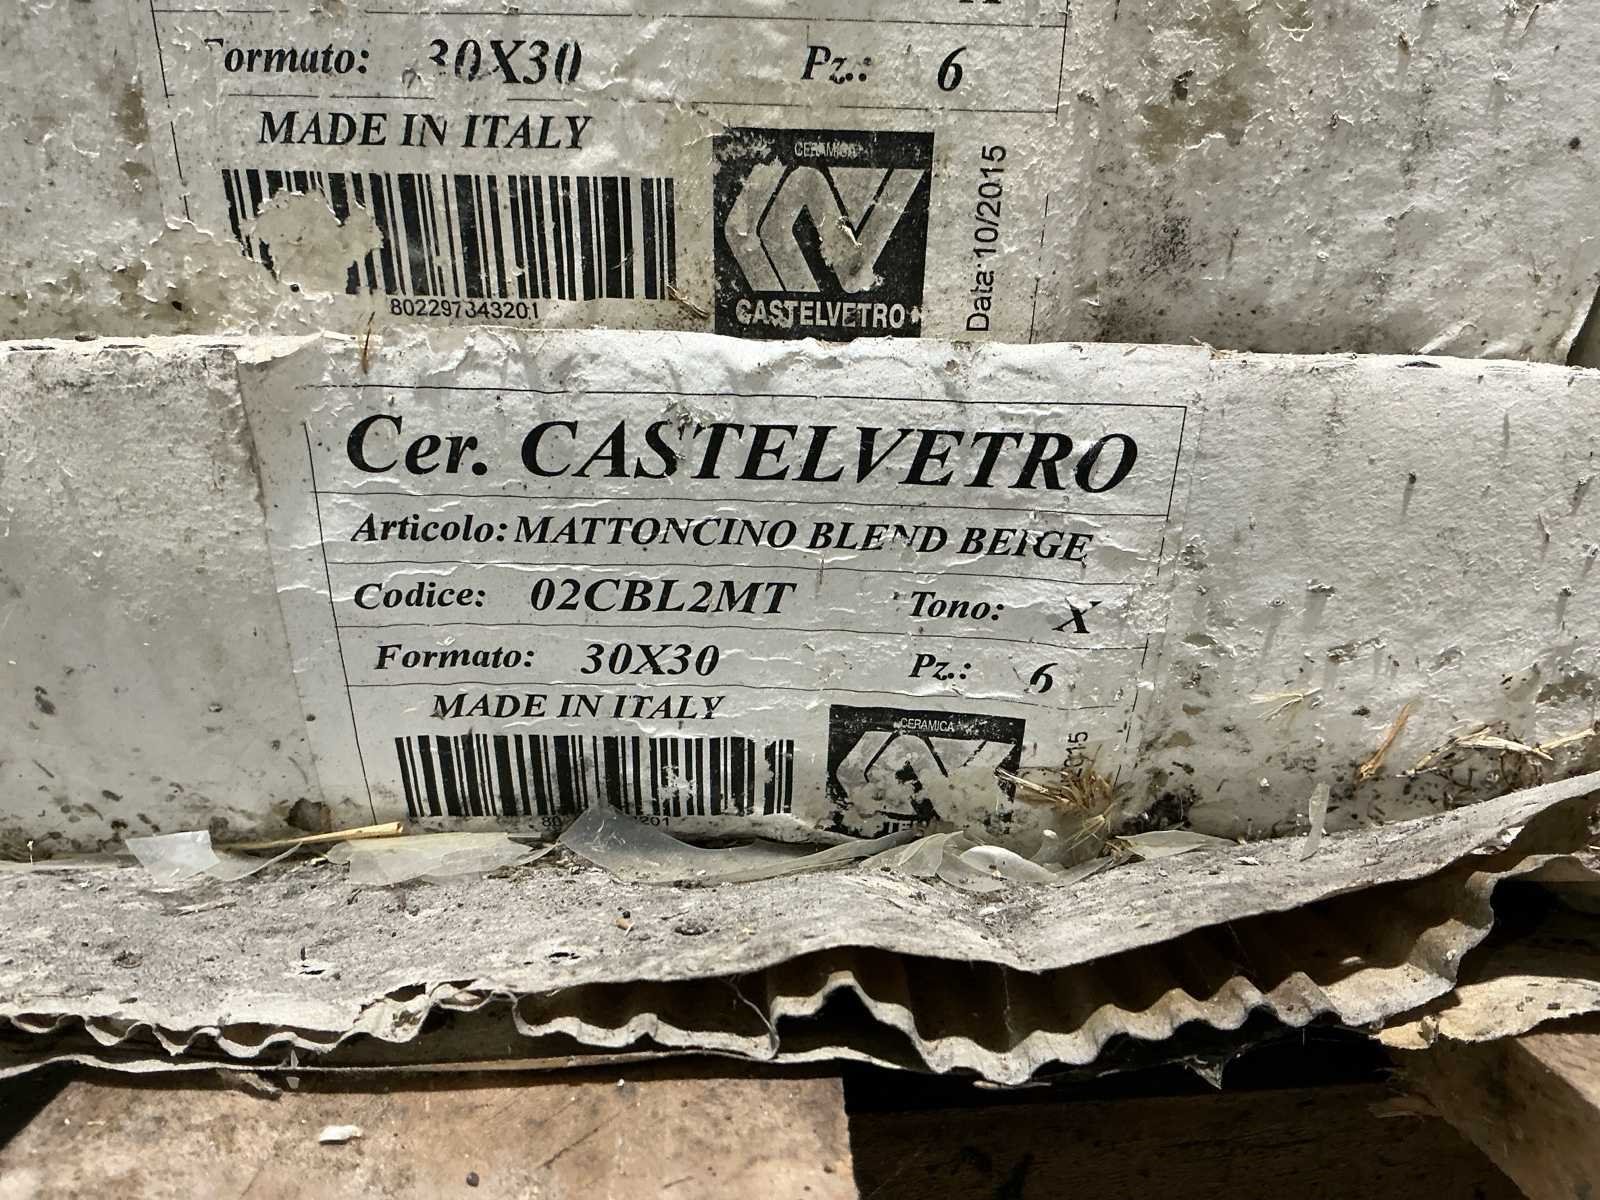 Formato: 30X30 Pz.: 6
MADE IN ITALY
802297343201
CERAMICA
CASTELVETRO
Data: 10/2015
Cer. CASTELVETRO
Articolo: MATTONCINO BLEND BEIGE
Codice: 02CBL2MT Tono: X
Formato: 30X30 Pz.: 6
MADE IN ITALY
CERAMICA